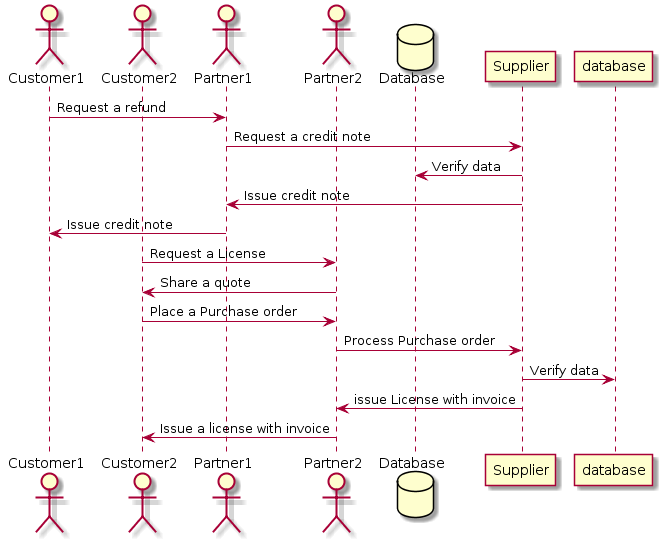 Customer1 Customer2 Partner1 Partner2 Database Supplier database
Request a refund
Request a credit note
Verify data
Issue credit note
Issue credit note
Request a License
Share a quote
Place a Purchase order
Process Purchase order
Verify data
issue License with invoice
Issue a license with invoice
Customer1 Customer2 Partner1 Partner2 Database Supplier database